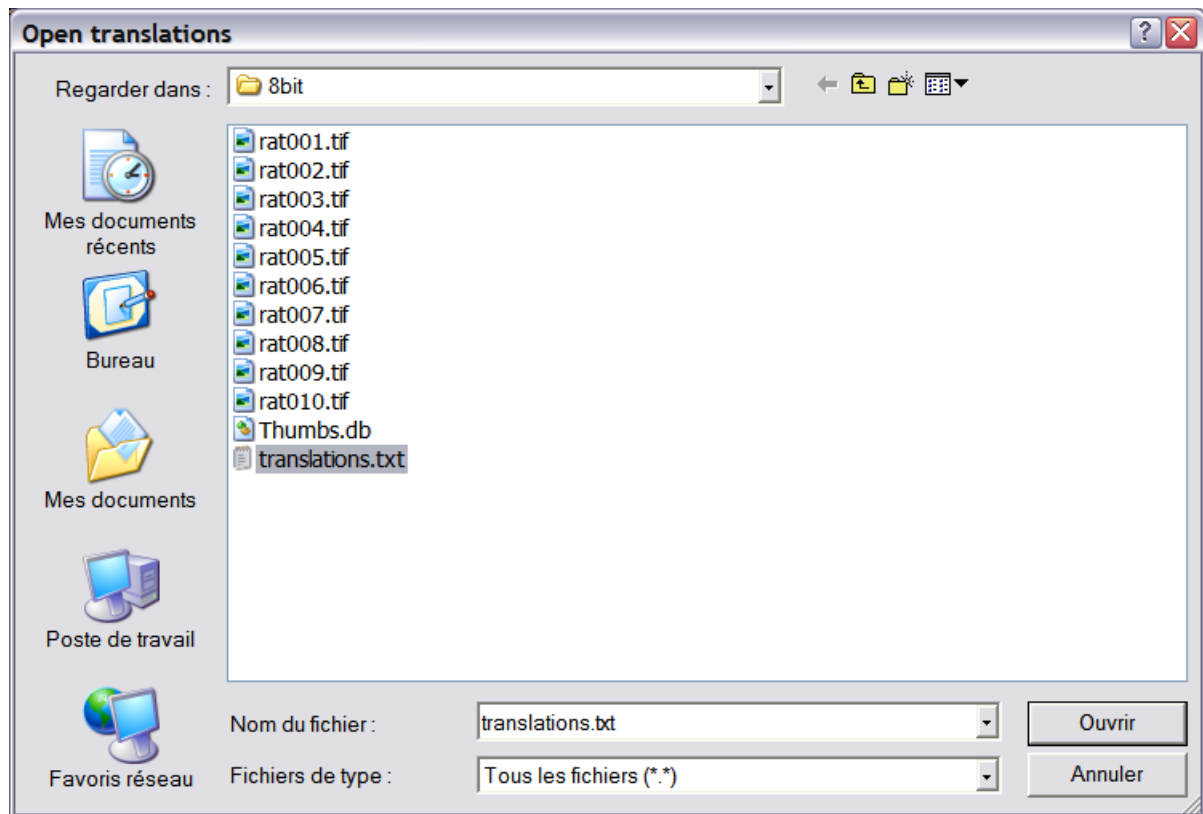 Open translations
Regarder dans :
8bit
Mes documents
récents
Bureau
Mes documents
Poste de travail
Favoris réseau
rat001.tif
rat002.tif
rat003.tif
rat004.tif
rat005.tif
rat006.tif
rat007.tif
rat008.tif
rat009.tif
rat010.tif
Thumbs.db
translations.txt
Nom du fichier :
translations.txt
Ouvrir
Fichiers de type :
Tous les fichiers (*.*)
Annuler